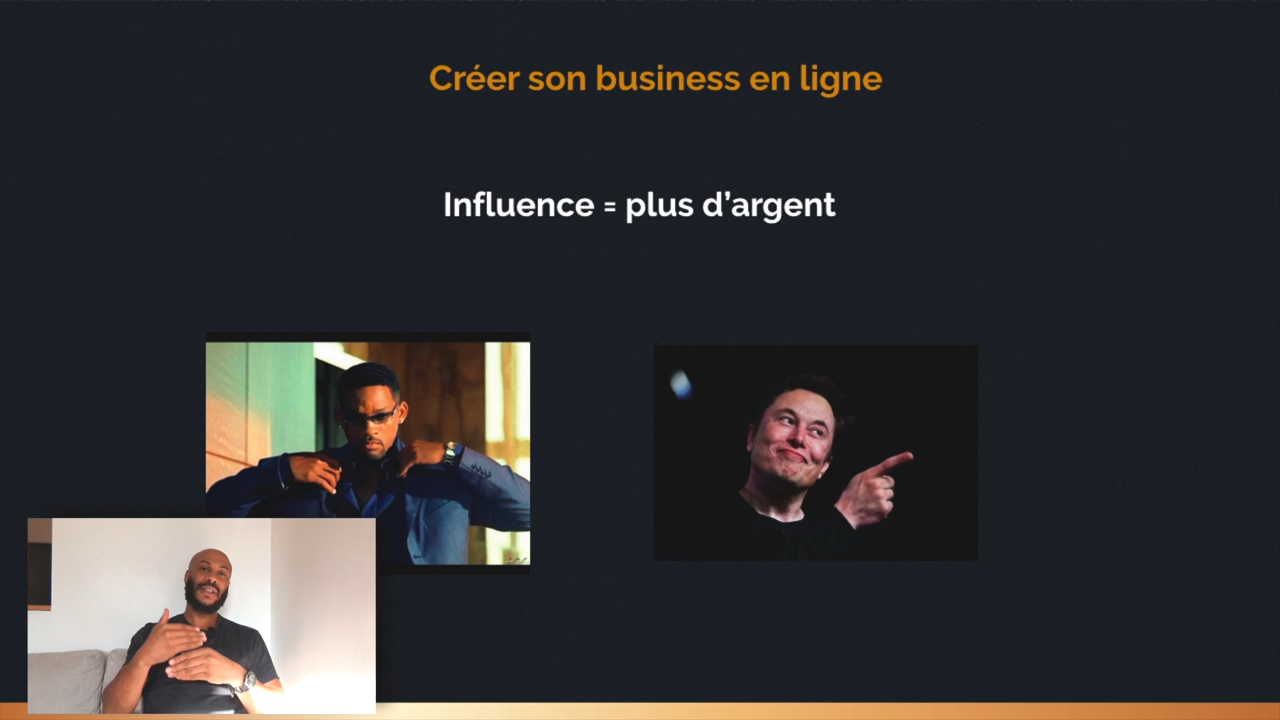 Créer son business en ligne
Influence = plus d’argent